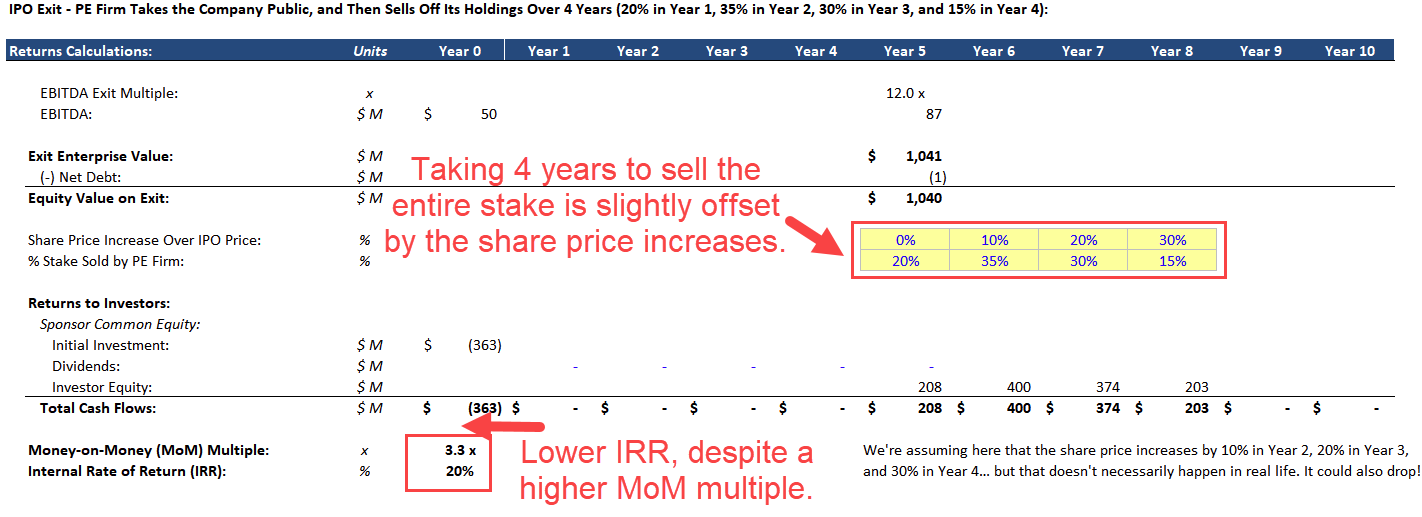 IPO Exit - PE Firm Takes the Company Public, and Then Sells Off Its Holdings Over 4 Years (20% in Year 1, 35% in Year 2, 30% in Year 3, and 15% in Year 4):
Returns Calculations: Units Year 0 Year 1 Year 2 Year 3 Year 4 Year 5 Year 6 Year 7 Year 8 Year 9 Year 10
EBITDA Exit Multiple: x 12.0 x
EBITDA: $ M $ 50 87
Exit Enterprise Value: $ M $ 1,041
(-) Net Debt: $ M (1)
Equity Value on Exit: $ M $ 1,040
Taking 4 years to sell the
entire stake is slightly offset
by the share price increases.
Share Price Increase Over IPO Price: % 0% 10% 20% 30%
% Stake Sold by PE Firm: % 20% 35% 30% 15%
Returns to Investors:
Sponsor Common Equity:
Initial Investment: $ M $ (363)
Dividends: $ M - - - - -
Investor Equity: $ M 208 400 374 203
Total Cash Flows: $ M $ (363) $ - $ - $ - $ - $ 208 $ 400 $ 374 $ 203 $ - $ -
Money-on-Money (MoM) Multiple: x 3.3 x
Internal Rate of Return (IRR): % 20%
Lower IRR, despite a
higher MoM multiple.
We're assuming here that the share price increases by 10% in Year 2, 20% in Year 3,
and 30% in Year 4... but that doesn't necessarily happen in real life. It could also drop!